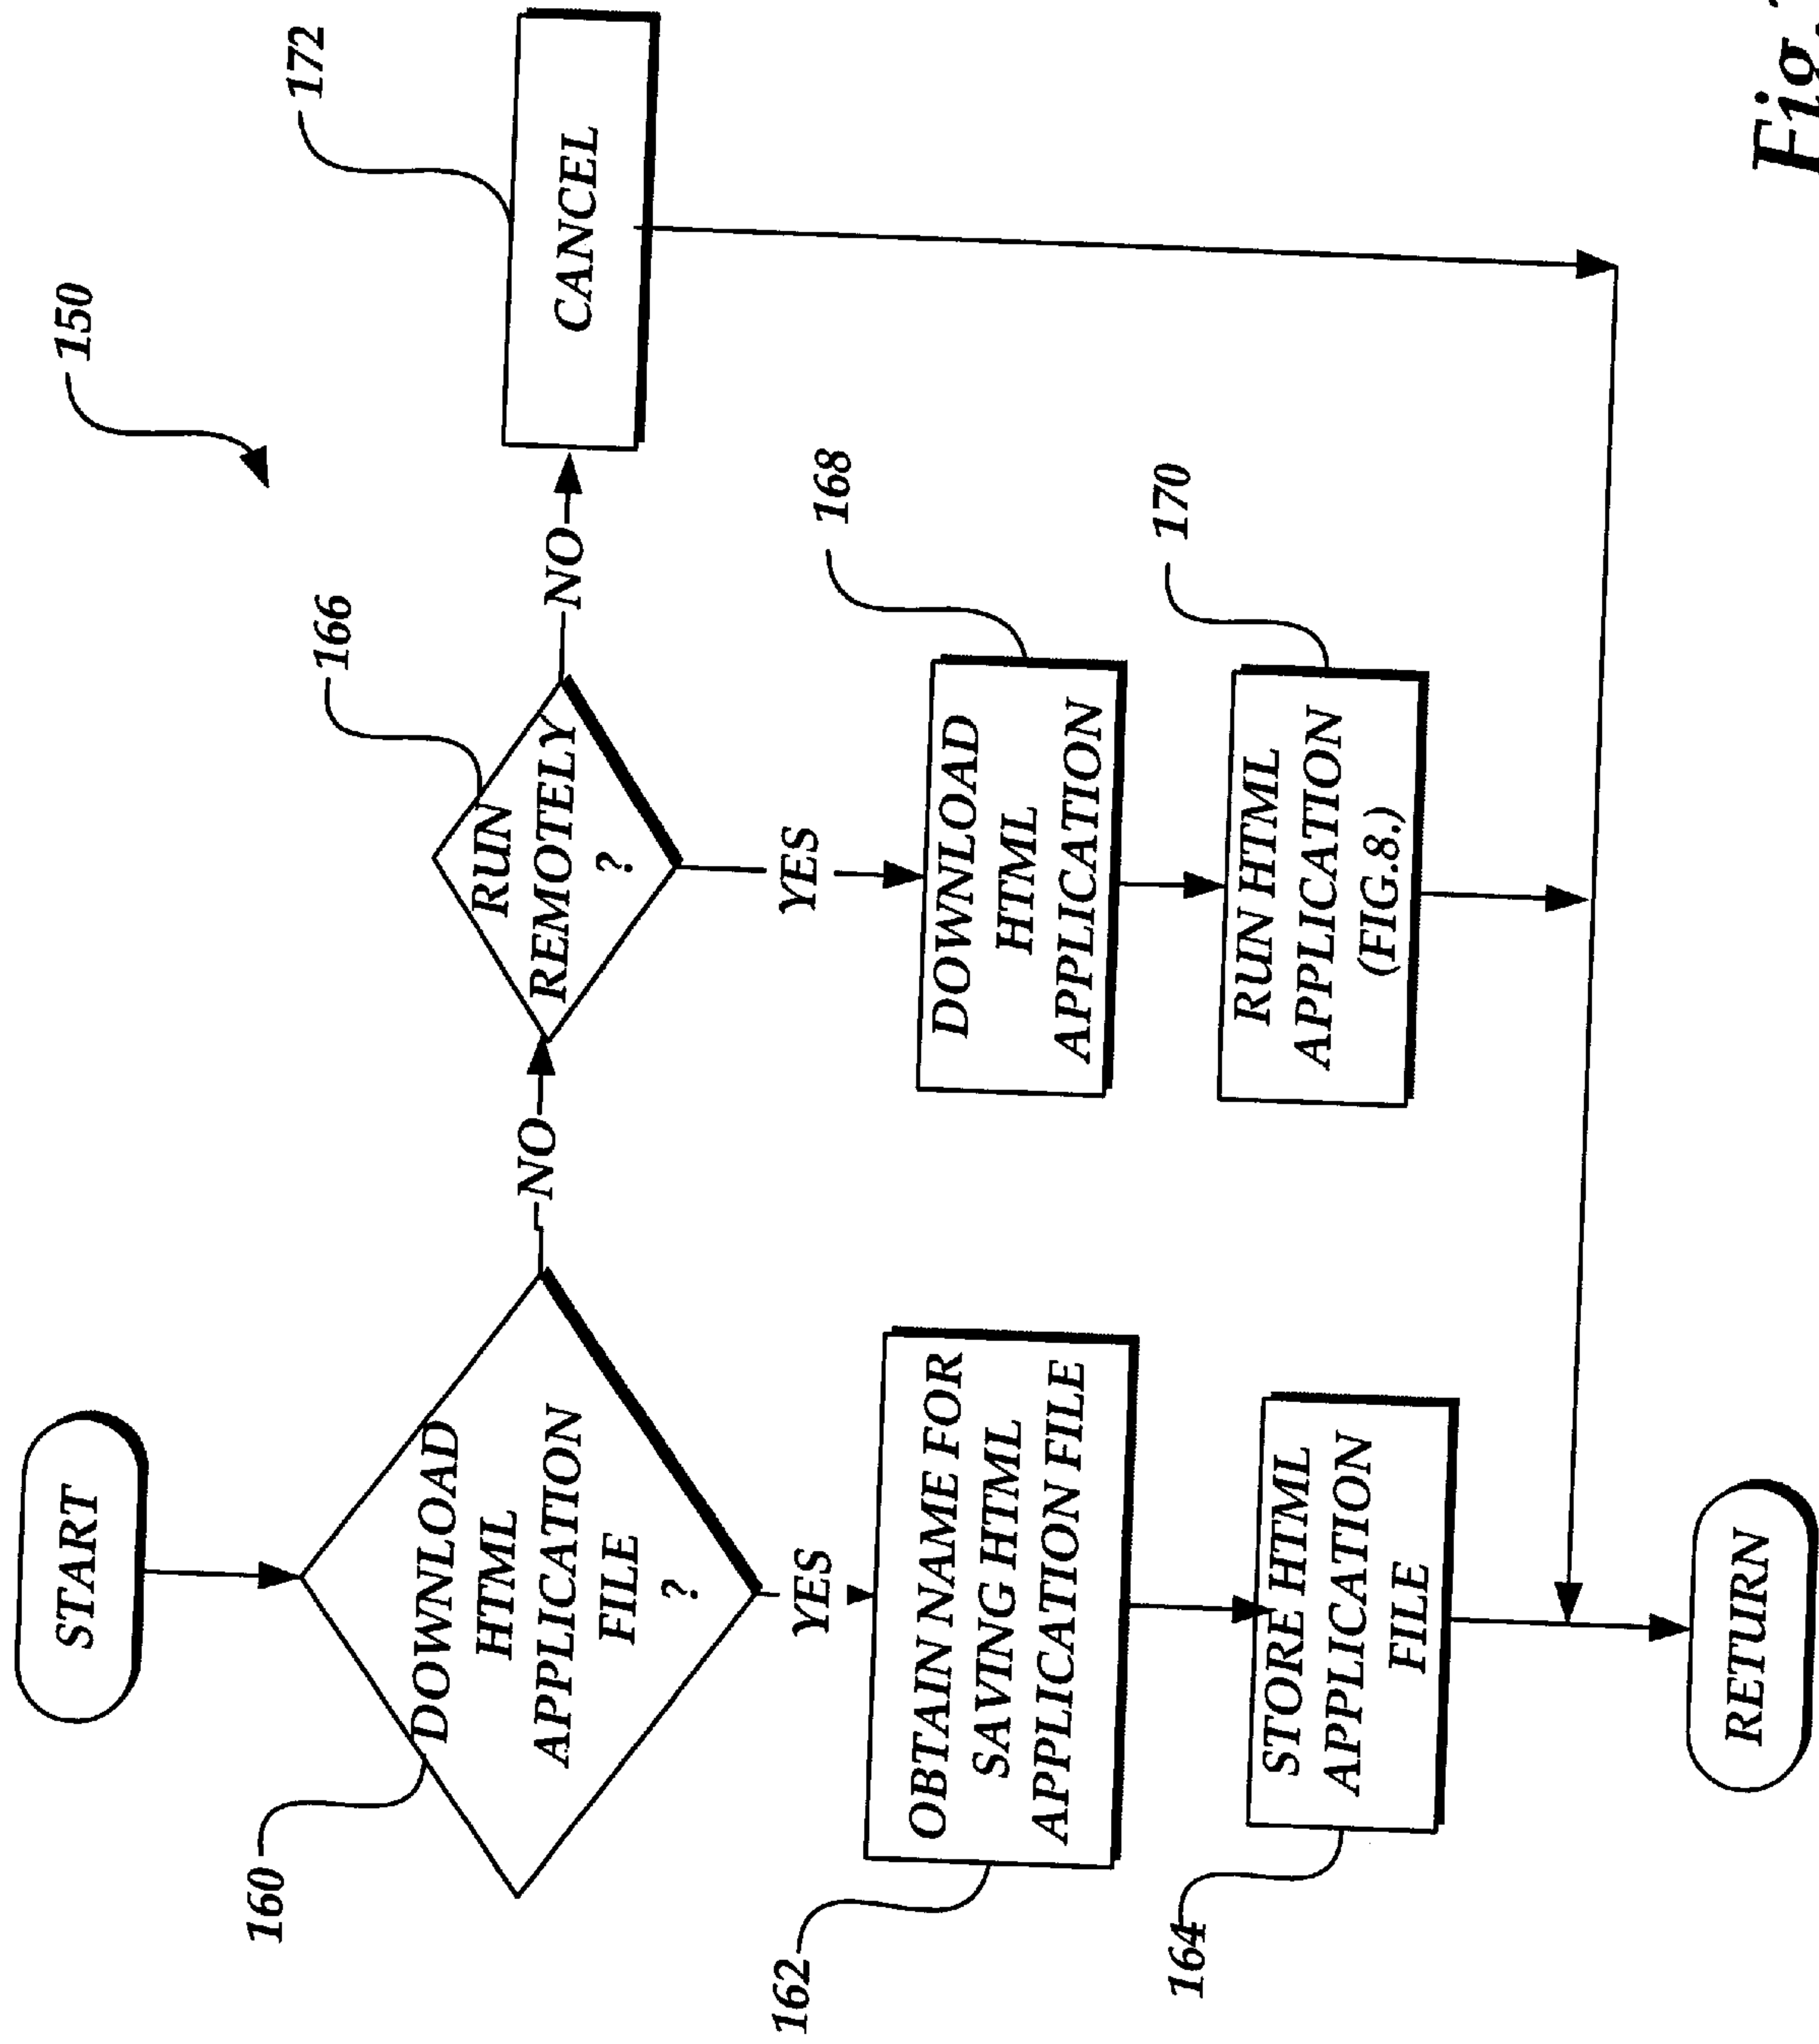 150
START
160
DOWNLOAD
HTML
APPLICATION
FILE
?
NO
166
RUN
REMOTELY
?
NO
172
CANCEL
YES
YES
162
OBTAIN NAME FOR
SAVING HTML
APPLICATION FILE
168
DOWNLOAD
HTML
APPLICATION
164
STORE HTML
APPLICATION
FILE
170
RUN HTML
APPLICATION
(FIG.8.)
RETURN
Fig.